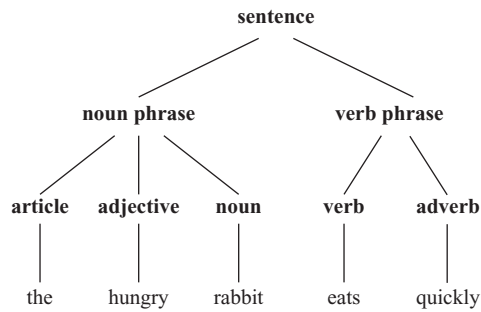 sentence
noun phrase verb phrase
article adjective noun verb adverb
the hungry rabbit eats quickly